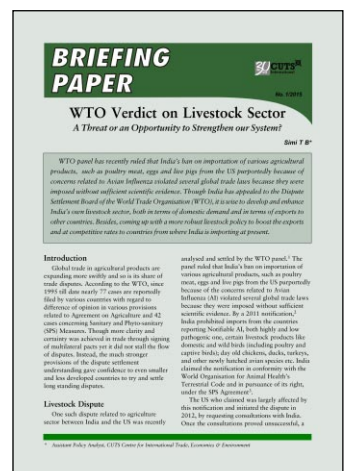 BRIEFING
PAPER
30 CUTS
International
No. 1/2015
WTO Verdict on Livestock Sector
A Threat or an Opportunity to Strengthen our System?
Simi T B*
WTO panel has recently ruled that India's ban on importation of various agricultural
products, such as poultry meat, eggs and live pigs from the US purportedly because of
concerns related to Avian Influenza violated several global trade laws because they were
imposed without sufficient scientific evidence. Though India has appealed to the Dispute
Settlement Board of the World Trade Organisation (WTO), it is wise to develop and enhance
India's own livestock sector, both in terms of domestic demand and in terms of exports to
other countries. Besides, coming up with a more robust livestock policy to boost the exports
and at competitive rates to countries from where India is importing at present.
Introduction
Global trade in agricultural products are
expanding more swiftly and so is its share of
trade disputes. According to the WTO, since
1995 till date nearly 77 cases are reportedly
filed by various countries with regard to
difference of opinion in various provisions
related to Agreement on Agriculture and 42
cases concerning Sanitary and Phyto-sanitary
(SPS) Measures. Though more clarity and
certainty was achieved in trade through signing
of multilateral pacts yet it did not stall the flow
of disputes. Instead, the much stronger
provisions of the dispute settlement
understanding gave confidence to even smaller
and less developed countries to try and settle
long standing disputes.
Livestock Dispute
One such dispute related to agriculture
sector between India and the US was recently
analysed and settled by the WTO panel.¹ The
panel ruled that India's ban on importation of
various agricultural products, such as poultry
meat, eggs and live pigs from the US purportedly
because of the concerns related to Avian
Influenza (AI) violated several global trade laws
because they were imposed without sufficient
scientific evidence. By a 2011 notification,²
India prohibited imports from the countries
reporting Notifiable AI, both highly and low
pathogenic one, certain livestock products like
domestic and wild birds (including poultry and
captive birds); day old chickens, ducks, turkeys,
and other newly hatched avian species etc. India
claimed the notification in conformity with the
World Organisation for Animal Health's
Terrestrial Code and in pursuance of its right,
under the SPS Agreement³.
The US who claimed was largely affected by
this notification and initiated the dispute in
2012, by requesting consultations with India.
Once the consultations proved unsuccessful, a
* Assistant Policy Analyst, CUTS Centre for International Trade, Economics & Environment